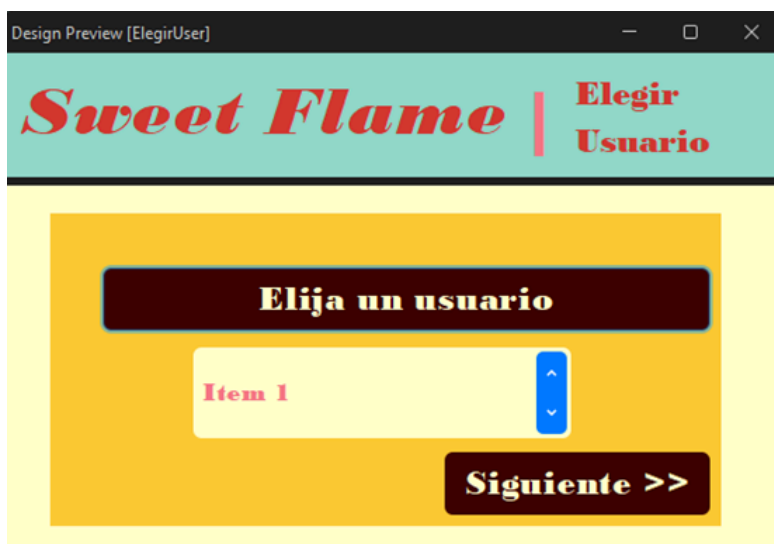 Design Preview [ElegirUser]
Sweet Flame
Elegir
Usuario
Elija un usuario
Item 1
Siguiente >>